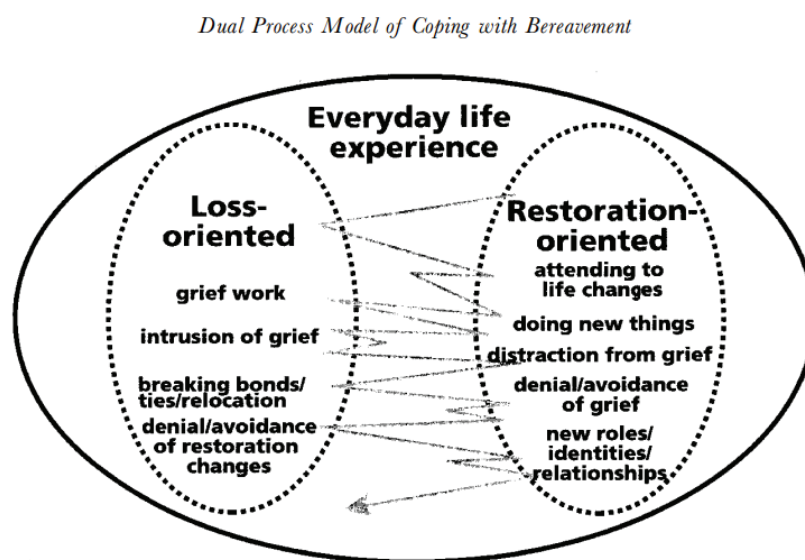 Dual Process Model of Coping with Bereavement
Everyday life
experience
Loss-
oriented
grief work
intrusion of grief
breaking bonds/
ties/relocation
denial/avoidance
of restoration
changes
Restoration-
oriented
attending to
life changes
doing new things
distraction from grief
denial/avoidance
of grief
new roles/
identities/
relationships